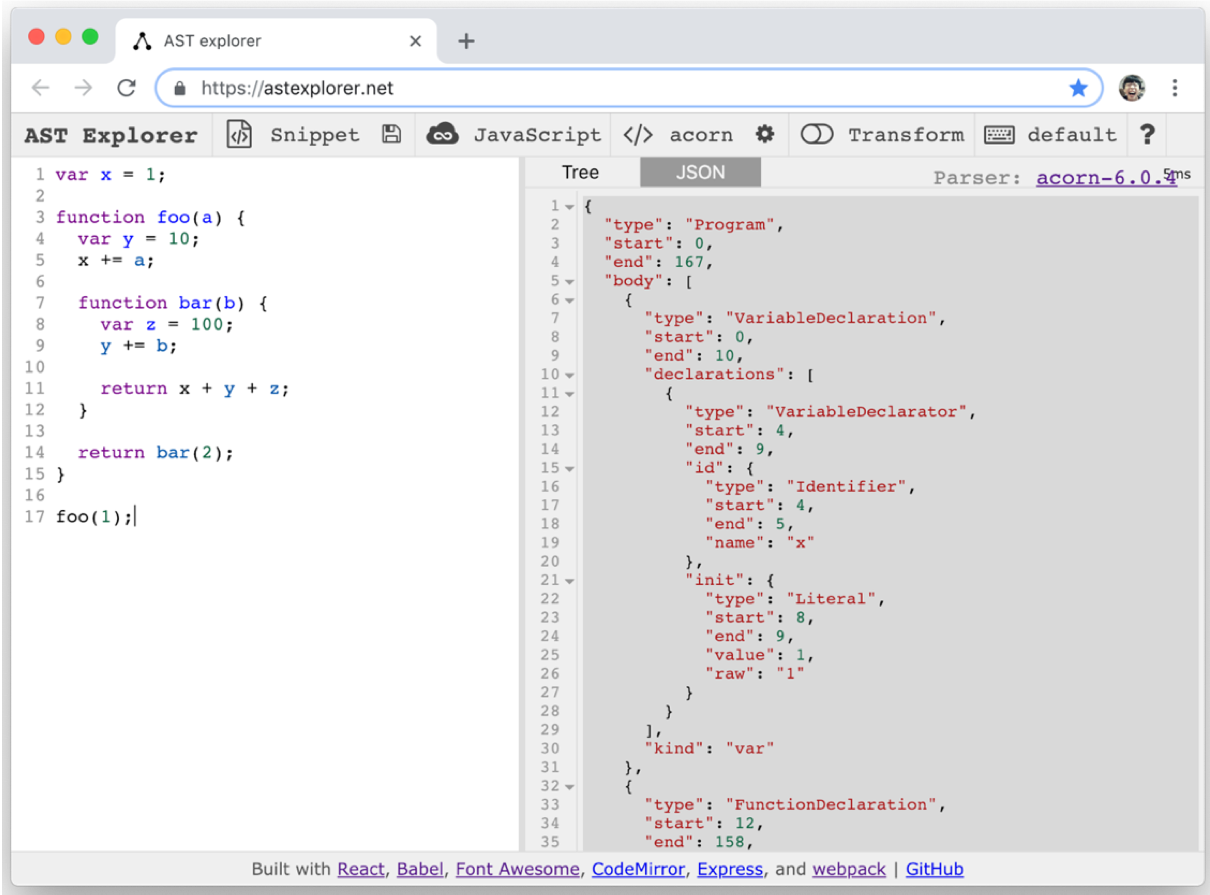 AST explorer
https://astexplorer.net
AST Explorer Snippet JavaScript </> acorn Transform default ?
1 var x = 1;
2
3 function foo(a) {
4   var y = 10;
5   x += a;
6
7   function bar(b) {
8     var z = 100;
9     y += b;
10
11     return x + y + z;
12   }
13
14   return bar(2);
15 }
16
17 foo(1);
Tree JSON Parser: acorn-6.0.4 5ms
1 {
2   "type": "Program",
3   "start": 0,
4   "end": 167,
5   "body": [
6     {
7       "type": "VariableDeclaration",
8       "start": 0,
9       "end": 10,
10       "declarations": [
11         {
12           "type": "VariableDeclarator",
13           "start": 4,
14           "end": 9,
15           "id": {
16             "type": "Identifier",
17             "start": 4,
18             "end": 5,
19             "name": "x"
20           },
21           "init": {
22             "type": "Literal",
23             "start": 8,
24             "end": 9,
25             "value": 1,
26             "raw": "1"
27           }
28         }
29       ],
30       "kind": "var"
31     },
32     {
33       "type": "FunctionDeclaration",
34       "start": 12,
35       "end": 158,
Built with React, Babel, Font Awesome, CodeMirror, Express, and webpack | GitHub